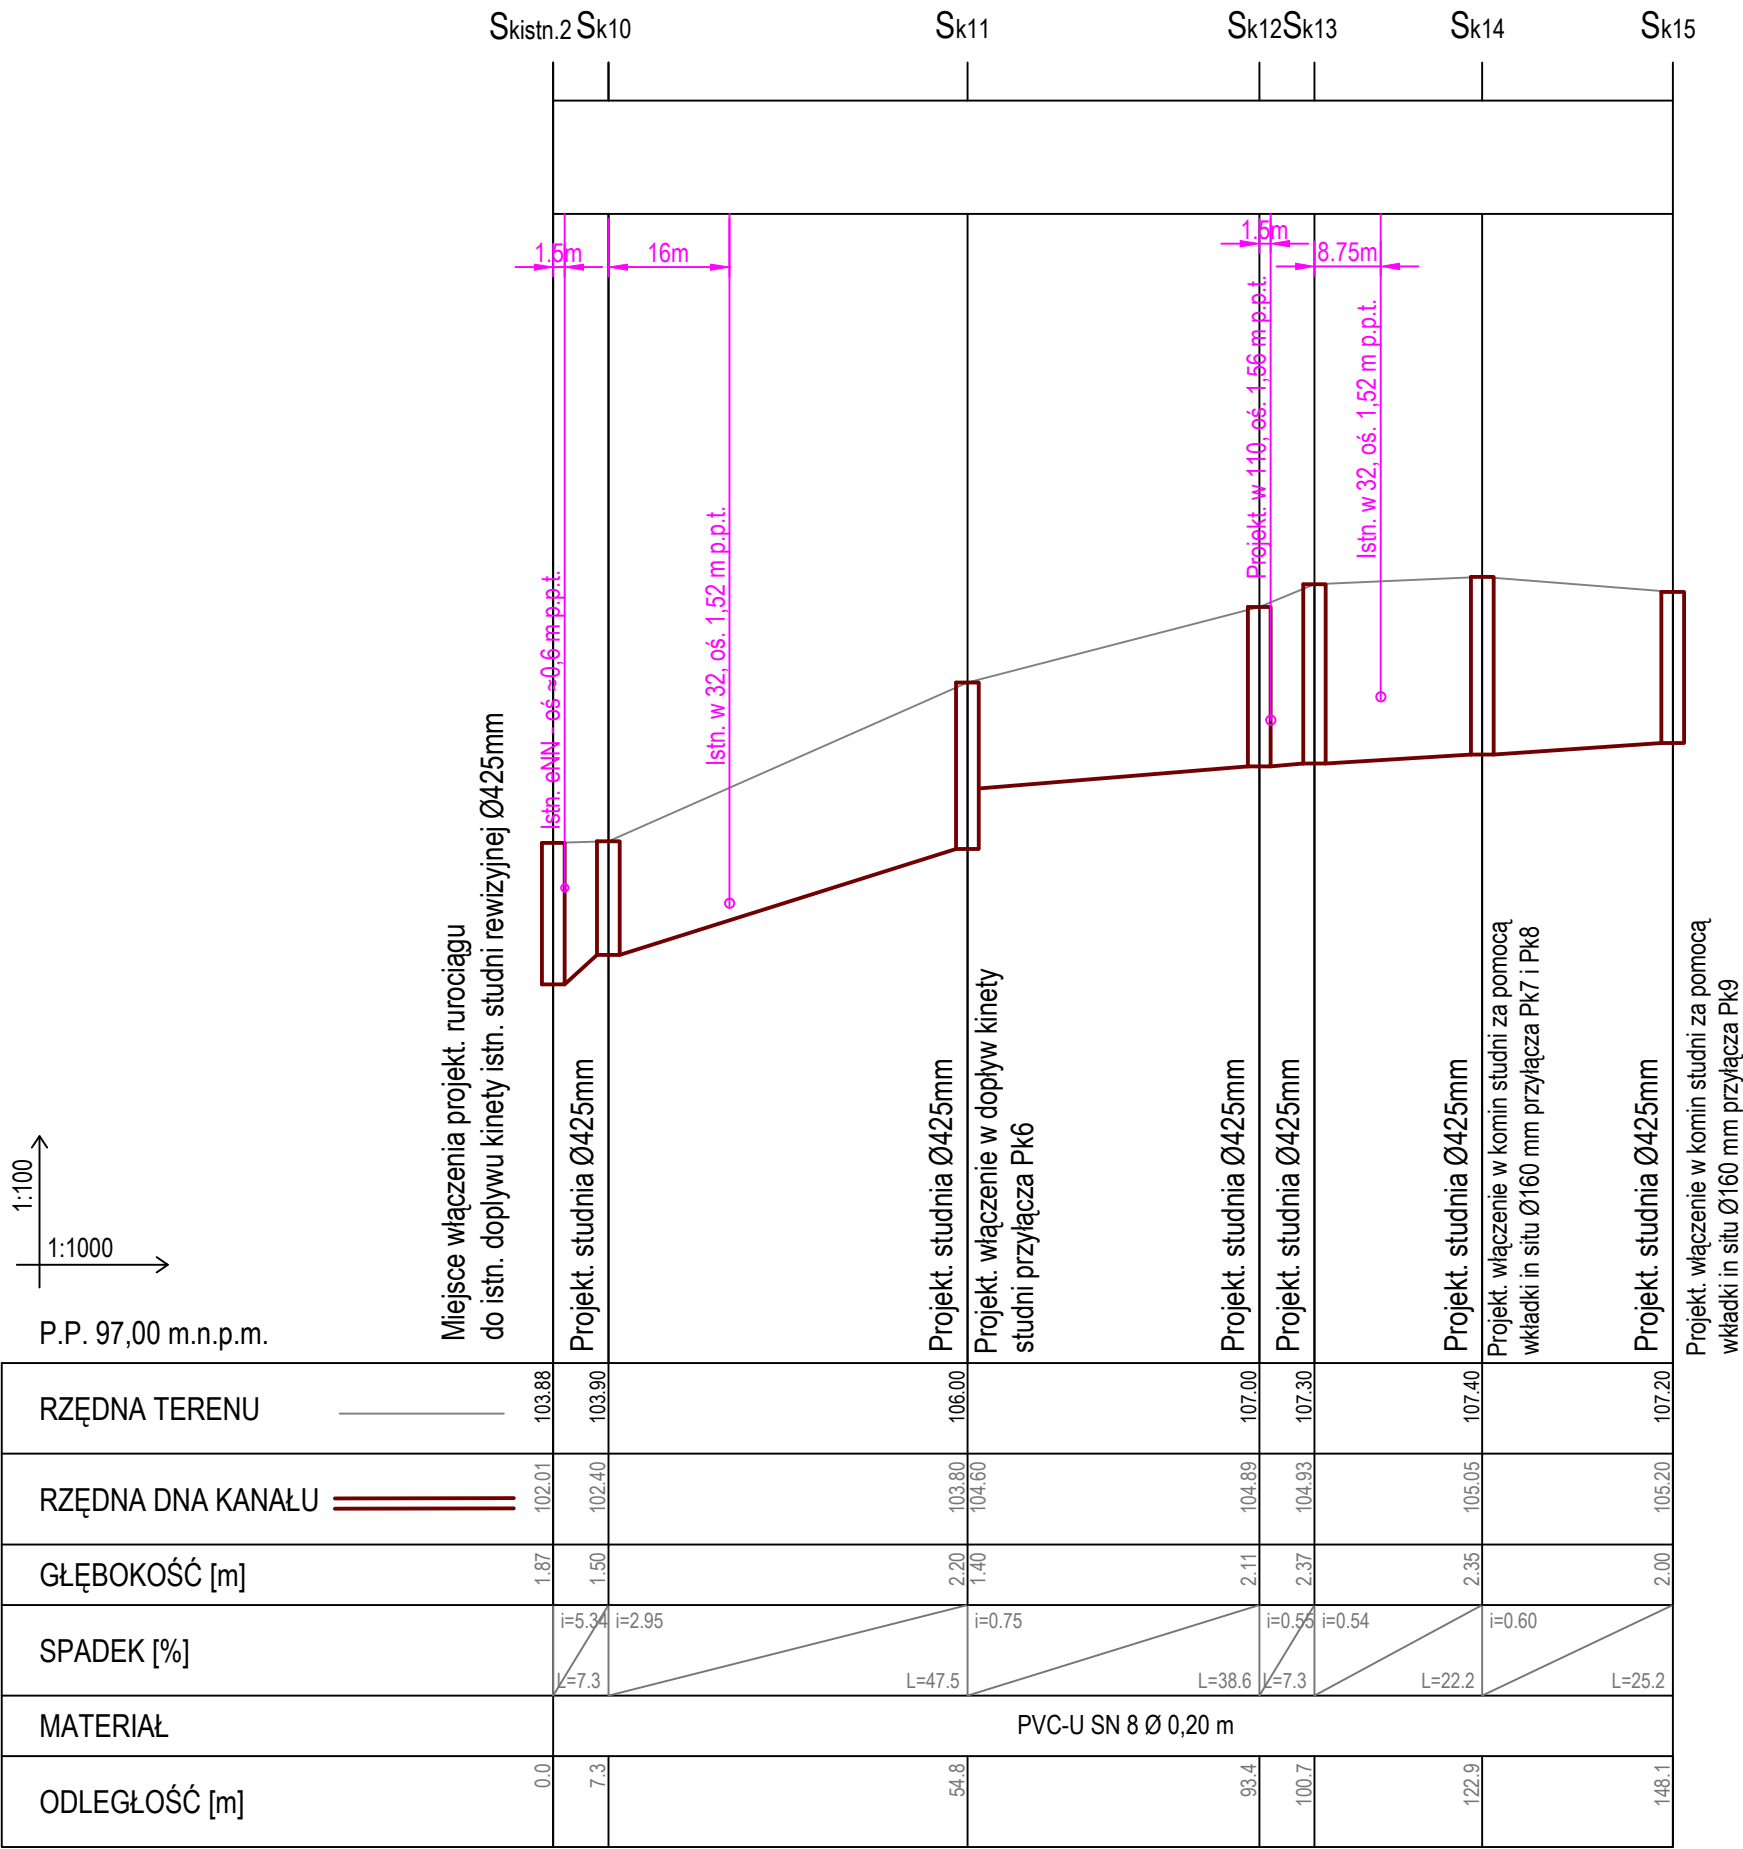 Skistn.2 Sk10 Sk11 Sk12 Sk13 Sk14 Sk15
1.5m
16m
1.5m
8.75m
Istn. eNN - oś ≈0,6 m p.p.t.
Istn. w 32, oś. 1,52 m p.p.t.
Projekt. w 110, oś. 1,56 m p.p.t.
Istn. w 32, oś. 1,52 m p.p.t.
Miejsce włączenia projekt. rurociągu
do istn. dopływu kinety istn. studni rewizyjnej Ø425mm
Projekt. studnia Ø425mm
Projekt. studnia Ø425mm
Projekt. włączenie w dopływ kinety
studni przyłącza Pk6
Projekt. studnia Ø425mm
Projekt. studnia Ø425mm
Projekt. studnia Ø425mm
Projekt. włączenie w komin studni za pomocą
wkładki in situ Ø160 mm przyłącza Pk7 i Pk8
Projekt. studnia Ø425mm
Projekt. włączenie w komin studni za pomocą
wkładki in situ Ø160 mm przyłącza Pk9
1:100
1:1000
P.P. 97,00 m.n.p.m.
RZĘDNA TERENU 103.88 103.90 106.00 107.00 107.30 107.40 107.20
RZĘDNA DNA KANAŁU 102.01 102.40 103.80 104.60 104.89 104.93 105.05 105.20
GŁĘBOKOŚĆ [m] 1.87 1.50 2.20 1.40 2.11 2.37 2.35 2.00
i=5.34 i=2.95 i=0.75 i=0.55 i=0.54 i=0.60
SPADEK [%]
L=7.3 L=47.5 L=38.6 L=7.3 L=22.2 L=25.2
MATERIAŁ PVC-U SN 8 Ø 0,20 m
ODLEGŁOŚĆ [m] 0.0 7.3 54.8 93.4 100.7 122.9 148.1